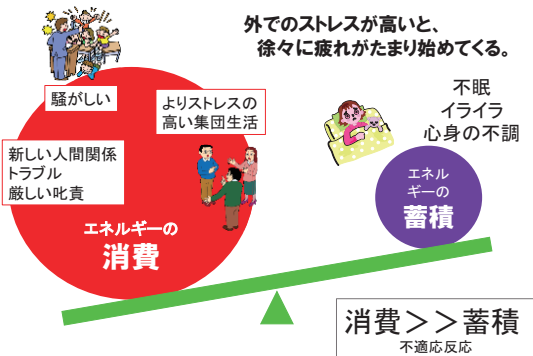 外でのストレスが高いと、
徐々に疲れがたまり始めてくる。
騒がしい
よりストレスの
高い集団生活
新しい人間関係
トラブル
厳しい叱責
エネルギーの
消費
不眠
イライラ
心身の不調
エネル
ギーの
蓄積
消費＞＞蓄積
不適応反応